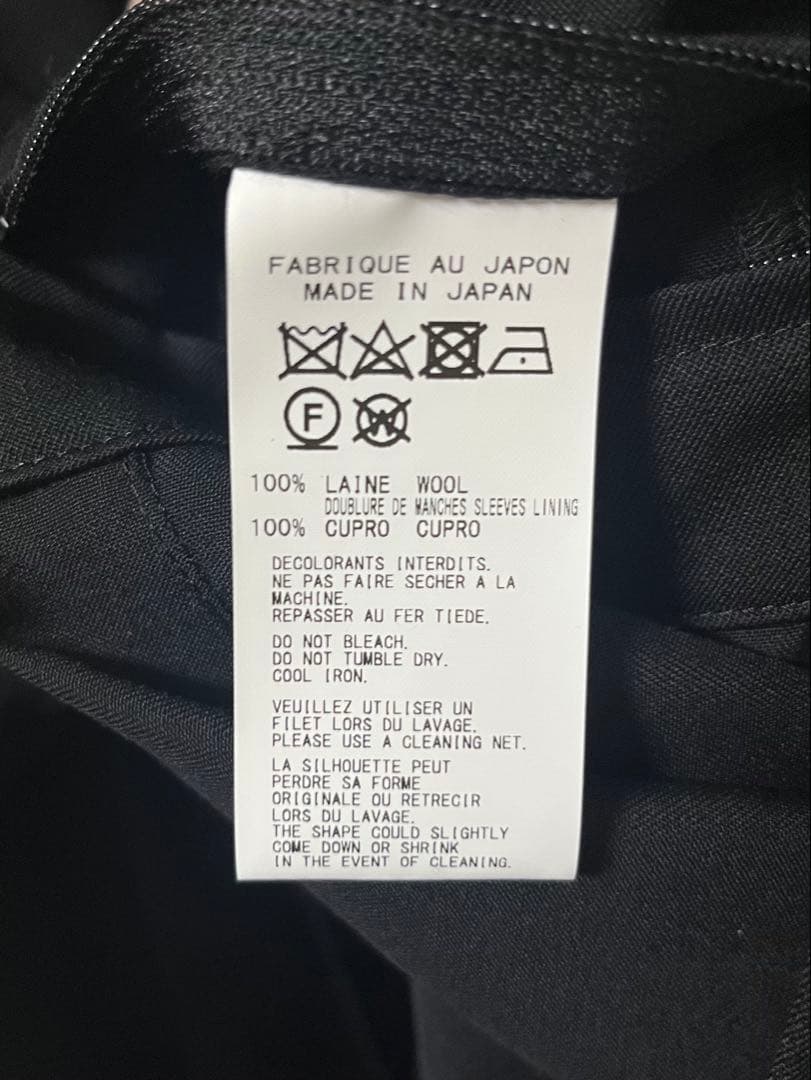 FABRIQUE AU JAPON
MADE IN JAPAN
F W
100% LAINE WOOL
DOUBLURE DE MANCHES SLEEVES LINING
100% CUPRO CUPRO
DECOLORANTS INTERDITS.
NE PAS FAIRE SECHER A LA
MACHINE.
REPASSER AU FER TIEDE.
DO NOT BLEACH.
DO NOT TUMBLE DRY.
COOL IRON.
VEUILLEZ UTILISER UN
FILET LORS DU LAVAGE.
PLEASE USE A CLEANING NET.
LA SILHOUETTE PEUT
PERDRE SA FORME
ORIGINALE OU RETRECIR
LORS DU LAVAGE.
THE SHAPE COULD SLIGHTLY
COME DOWN OR SHRINK
IN THE EVENT OF CLEANING.